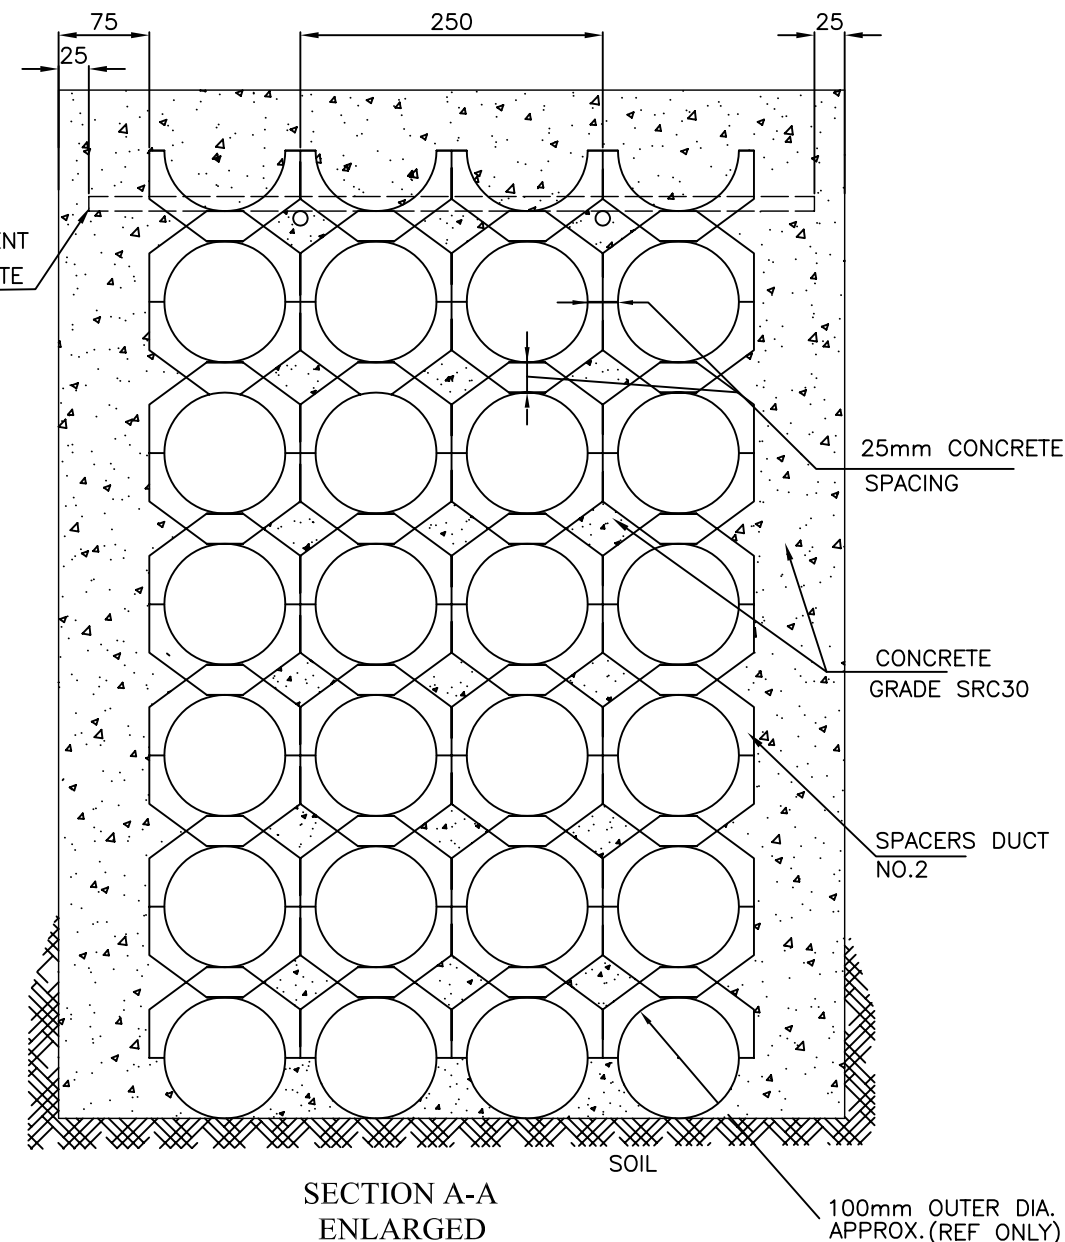 75
250
25
25
25mm CONCRETE
SPACING
CONCRETE
GRADE SRC30
SPACERS DUCT
NO.2
SOIL
SECTION A-A
ENLARGED
100mm OUTER DIA.
APPROX.(REF ONLY)